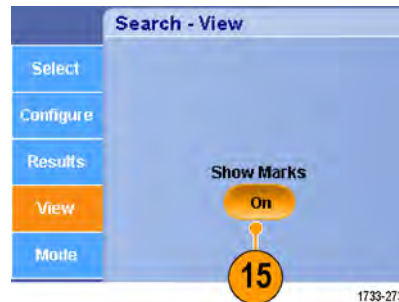 Search - View
Select
Configure
Results
View
Mode
Show Marks
On
15